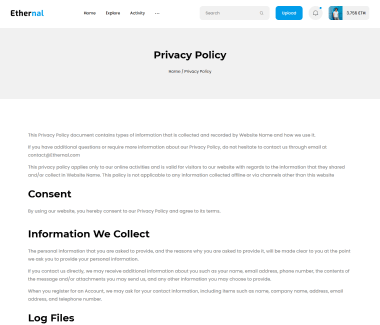 Ethernal
Home Explore Activity ···
Search
Upload
3.756 ETH
Privacy Policy
Home / Privacy Policy
This Privacy Policy document contains types of information that is collected and recorded by Website Name and how we use it.
If you have additional questions or require more information about our Privacy Policy, do not hesitate to contact us through email at
contact@Ethernal.com
This privacy policy applies only to our online activities and is valid for visitors to our website with regards to the information that they shared
and/or collect in Website Name. This policy is not applicable to any information collected offline or via channels other than this website
Consent
By using our website, you hereby consent to our Privacy Policy and agree to its terms.
Information We Collect
The personal information that you are asked to provide, and the reasons why you are asked to provide it, will be made clear to you at the point
we ask you to provide your personal information.
If you contact us directly, we may receive additional information about you such as your name, email address, phone number, the contents of
the message and/or attachments you may send us, and any other information you may choose to provide.
When you register for an Account, we may ask for your contact information, including items such as name, company name, address, email
address, and telephone number.
Log Files